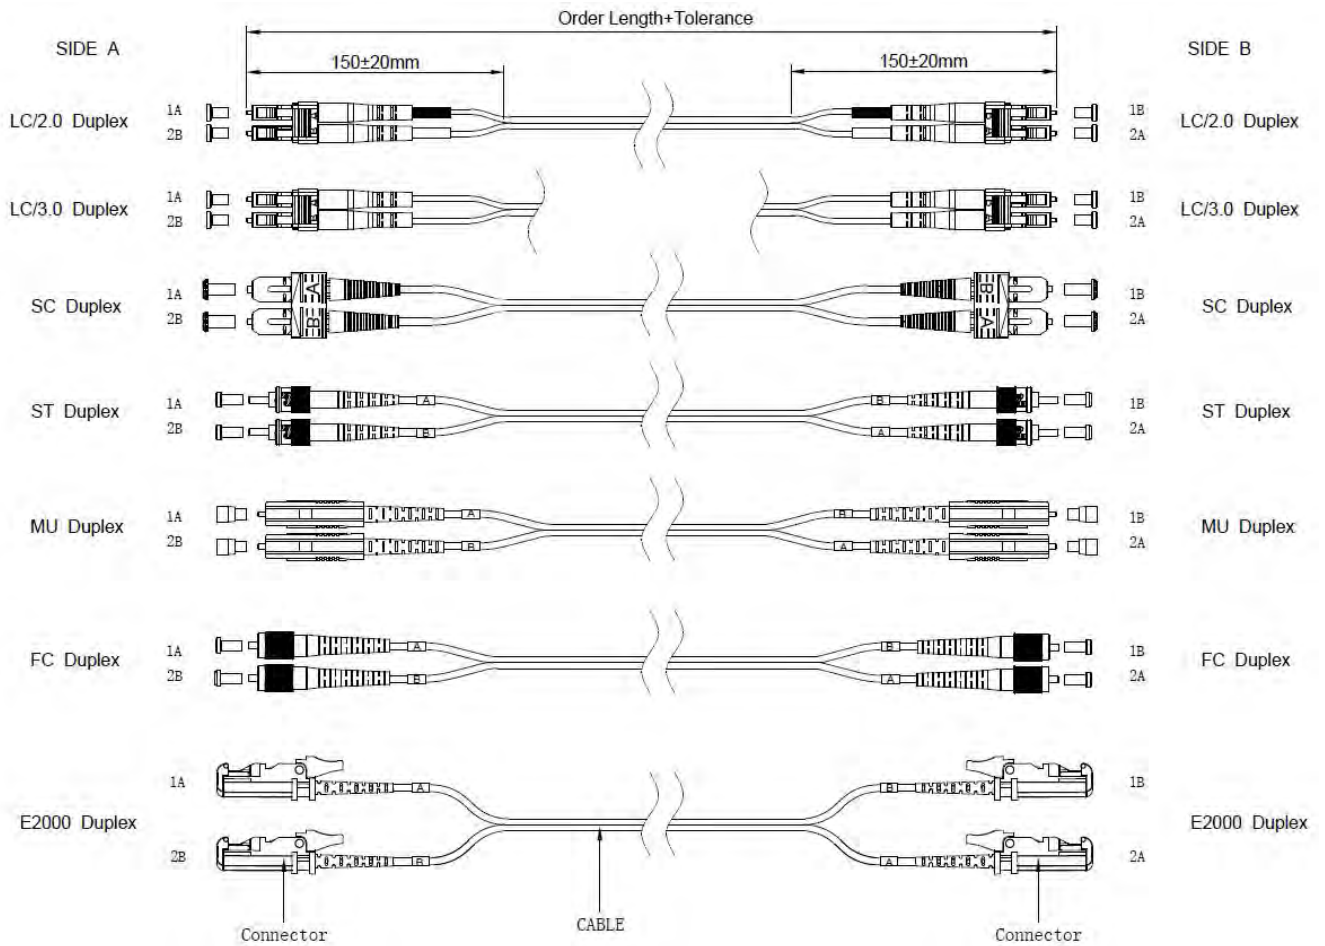 Order Length+Tolerance
SIDE A
SIDE B
150±20mm
150±20mm
LC/2.0 Duplex
1A
2B
1B
2A
LC/2.0 Duplex
LC/3.0 Duplex
1A
2B
1B
2A
LC/3.0 Duplex
SC Duplex
1A
2B
A
B
B
A
1B
2A
SC Duplex
ST Duplex
1A
2B
A
B
B
A
1B
2A
ST Duplex
MU Duplex
1A
2B
A
B
B
A
1B
2A
MU Duplex
FC Duplex
1A
2B
A
B
B
A
1B
2A
FC Duplex
E2000 Duplex
1A
2B
A
B
B
A
1B
2A
E2000 Duplex
Connector
CABLE
Connector